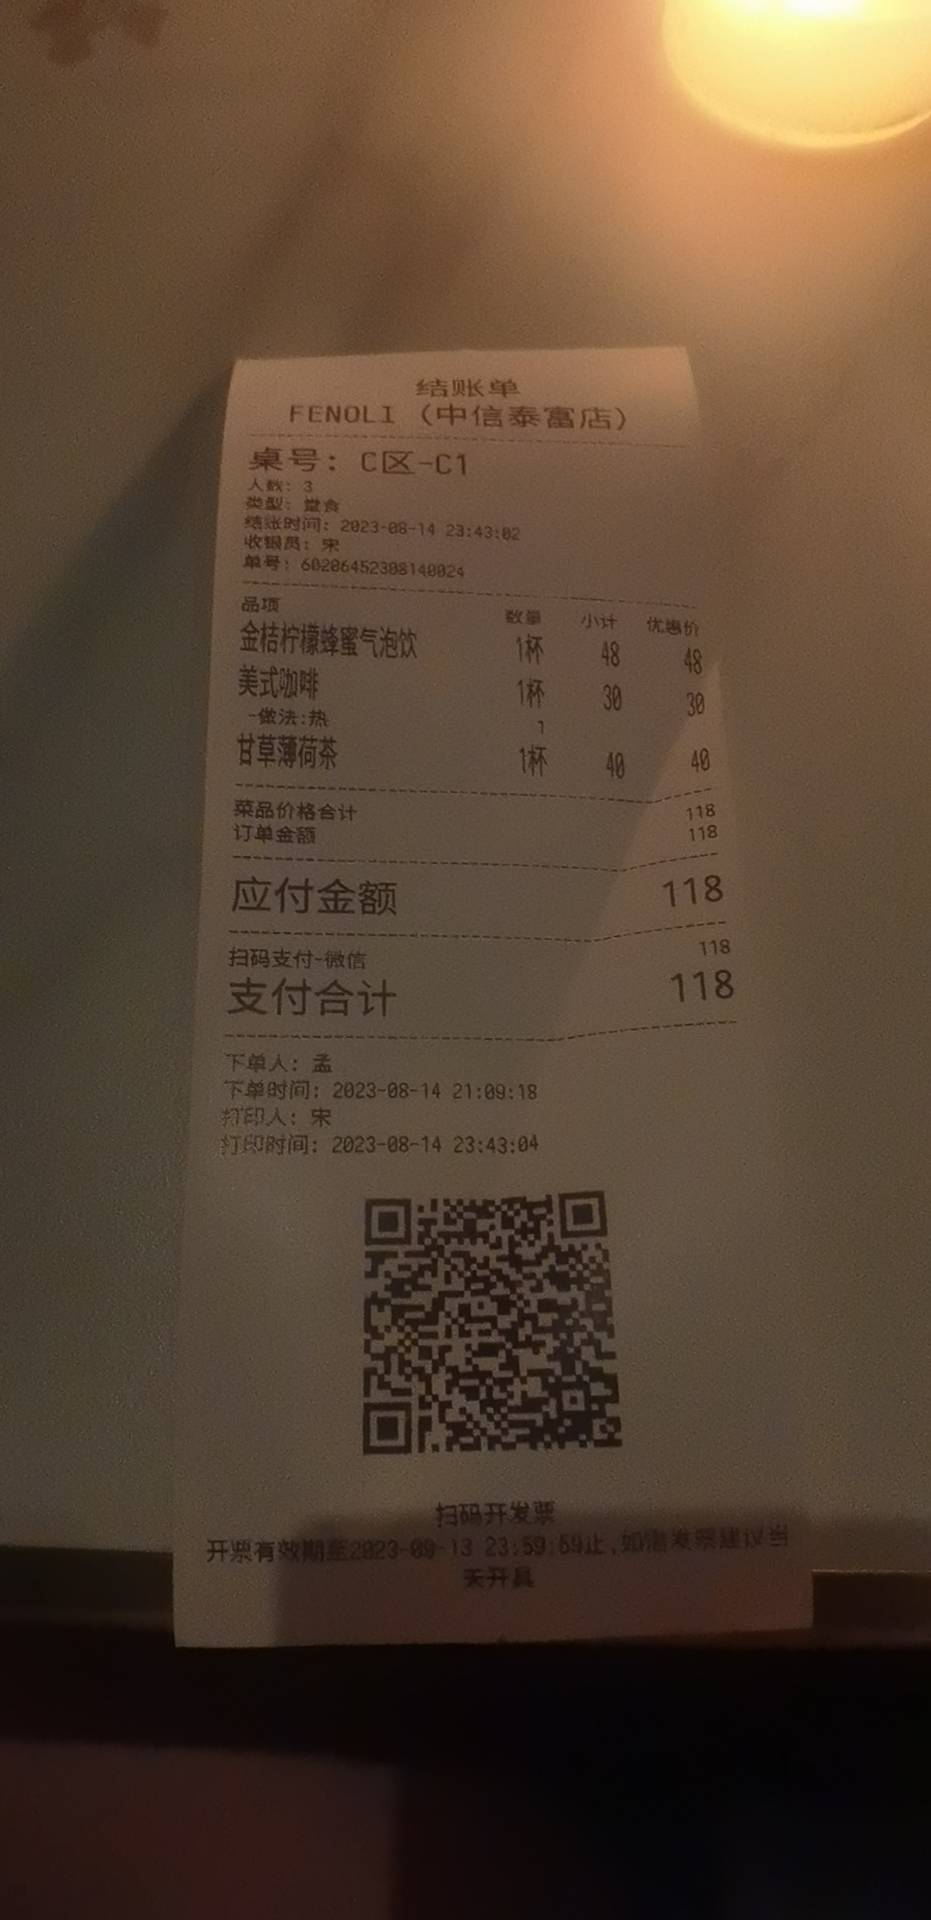 结账单
FENOLI (中信泰富店)
桌号: C区-C1
人数: 3
类型: 堂食
结账时间: 2023-08-14 23:43:02
收银员: 宋
单号: 60206452308140024
品项 数量 小计 优惠价
金桔柠檬蜂蜜气泡饮 1杯 48 48
美式咖啡 1杯 30 30
-做法:热 1
甘草薄荷茶 1杯 40 40
菜品价格合计 118
订单金额 118
应付金额 118
扫码支付-微信 118
支付合计 118
下单人: 孟
下单时间: 2023-08-14 21:09:18
打印人: 宋
打印时间: 2023-08-14 23:43:04
扫码开发票
开票有效期至2023-09-13 23:59:59止,如需发票建议当
天开具